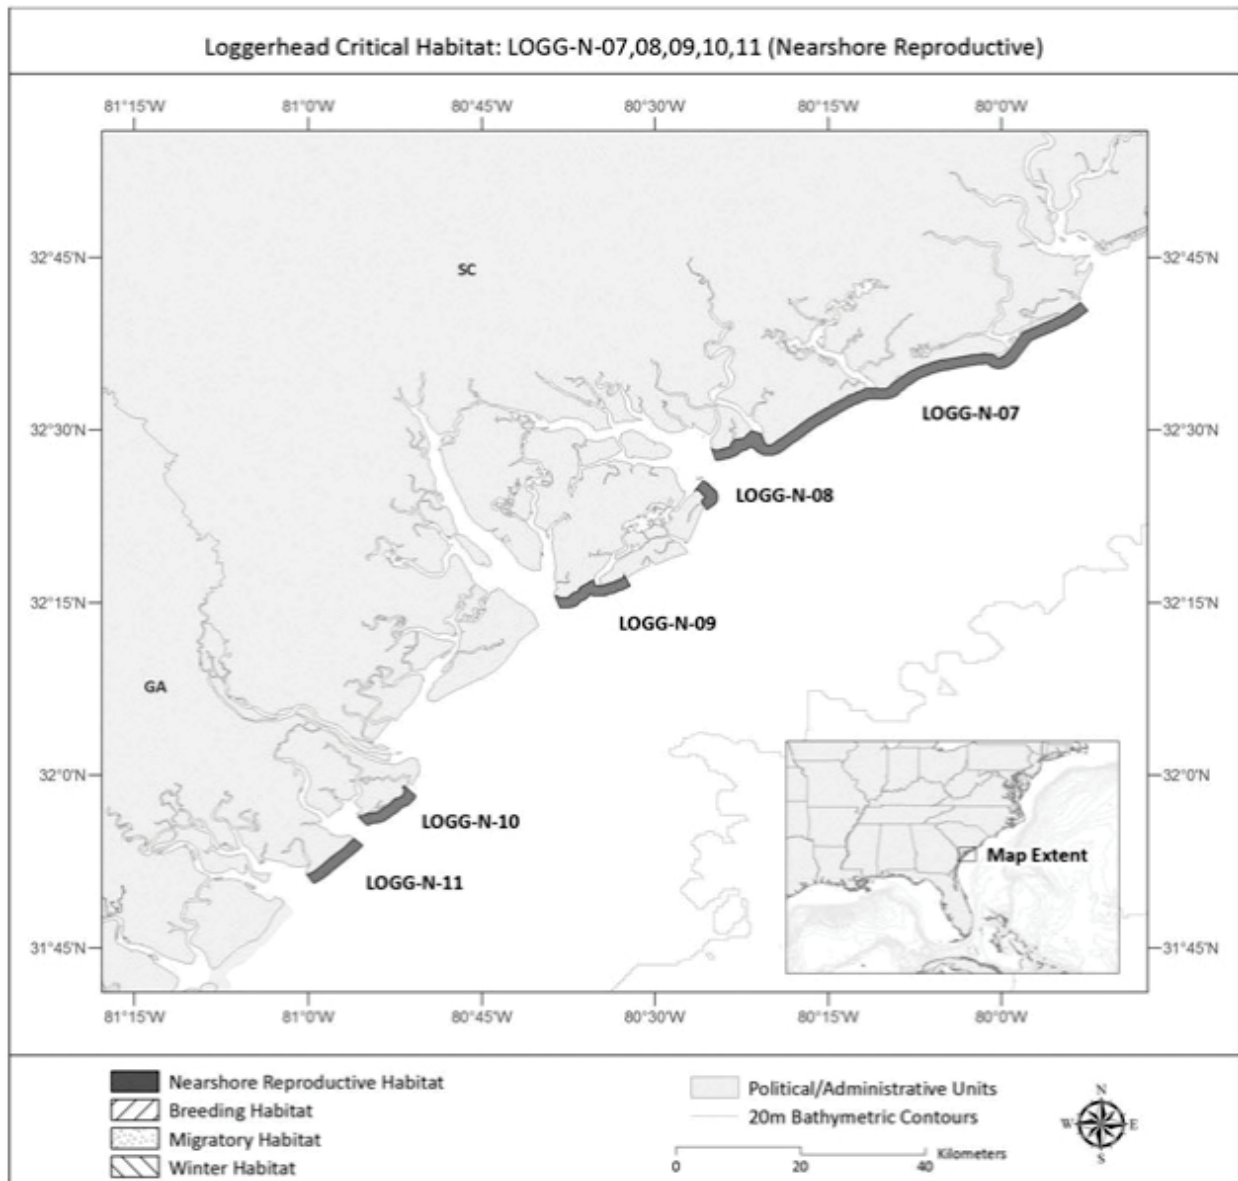 Loggerhead Critical Habitat: LOGG-N-07,08,09,10,11 (Nearshore Reproductive)
81°15'W 81°0'W 80°45'W 80°30'W 80°15'W 80°0'W
32°45'N 32°45'N
SC
LOGG-N-07
32°30'N 32°30'N
LOGG-N-08
32°15'N 32°15'N
LOGG-N-09
GA
32°0'N 32°0'N
LOGG-N-10
Map Extent
LOGG-N-11
31°45'N 31°45'N
81°15'W 81°0'W 80°45'W 80°30'W 80°15'W 80°0'W
Nearshore Reproductive Habitat
Breeding Habitat
Migratory Habitat
Winter Habitat
Political/Administrative Units
20m Bathymetric Contours
Kilometers
0 20 40
N
W E
S